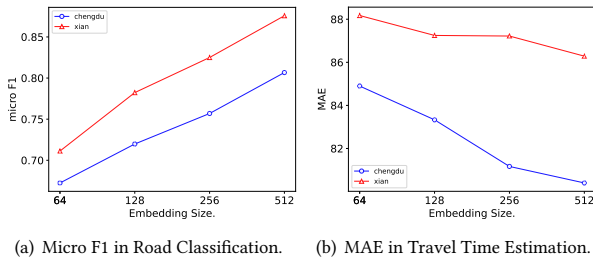 chengdu
xian
0.85
0.80
0.75
0.70
micro F1
64
128
256
512
Embedding Size.
(a) Micro F1 in Road Classification.
88
86
84
82
MAE
chengdu
xian
64
128
256
512
Embedding Size.
(b) MAE in Travel Time Estimation.